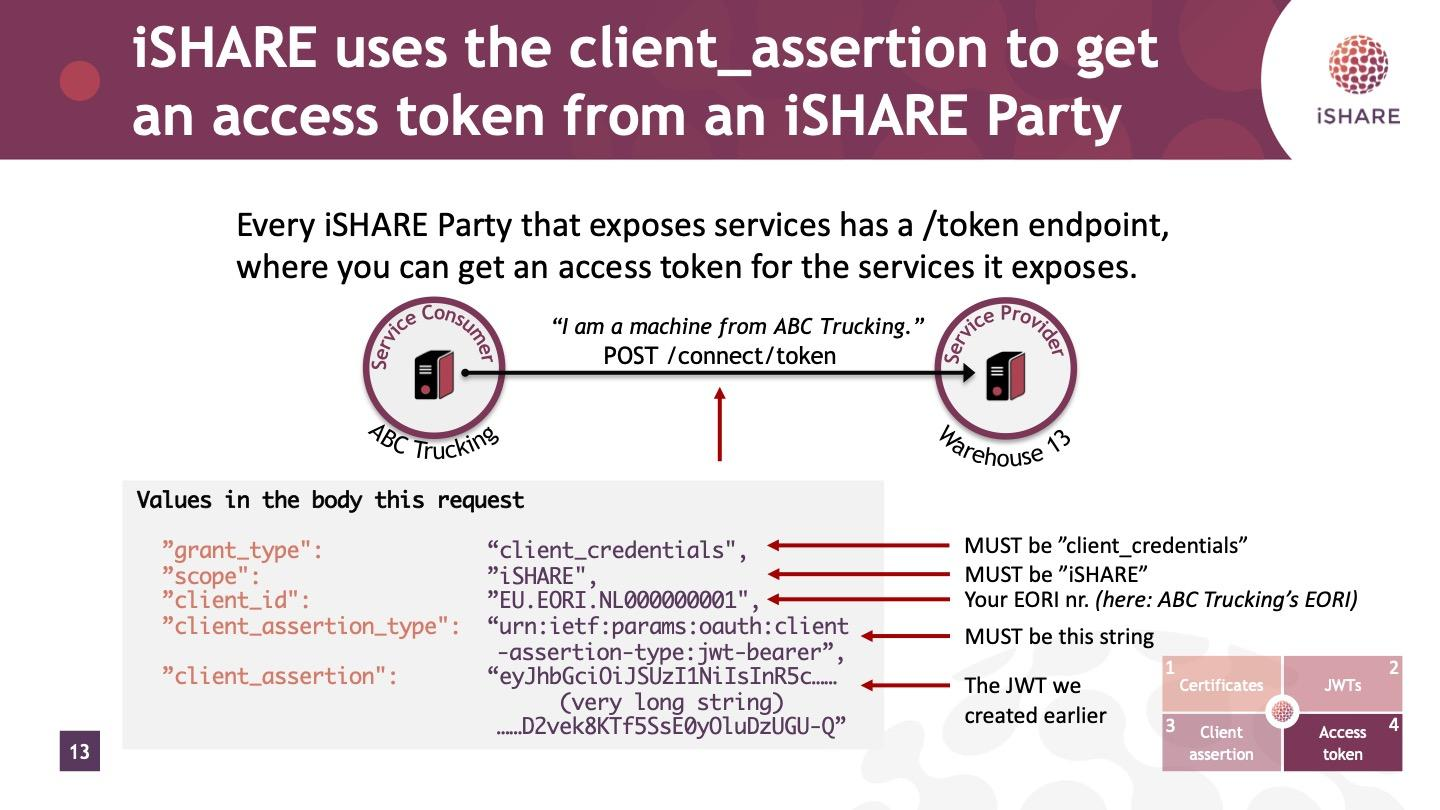 iSHARE uses the client_assertion to get
an access token from an iSHARE Party
iSHARE
Every iSHARE Party that exposes services has a /token endpoint,
where you can get an access token for the services it exposes.
Service Consumer
ABC Trucking
“I am a machine from ABC Trucking.”
POST /connect/token
Service Provider
Warehouse 13
Values in the body this request
”grant_type": “client_credentials",
MUST be ”client_credentials”
”scope": ”iSHARE",
MUST be ”iSHARE”
”client_id": ”EU.EORI.NL000000001",
Your EORI nr. (here: ABC Trucking’s EORI)
”client_assertion_type": “urn:ietf:params:oauth:client
-assertion-type:jwt-bearer”,
MUST be this string
”client_assertion": “eyJhbGciOiJSUzI1NiIsInR5c……
(very long string)
……D2vek8KTf5SsE0yOluDzUGU-Q”
The JWT we
created earlier
1
Certificates
2
JWTs
3
Client
assertion
4
Access
token
13